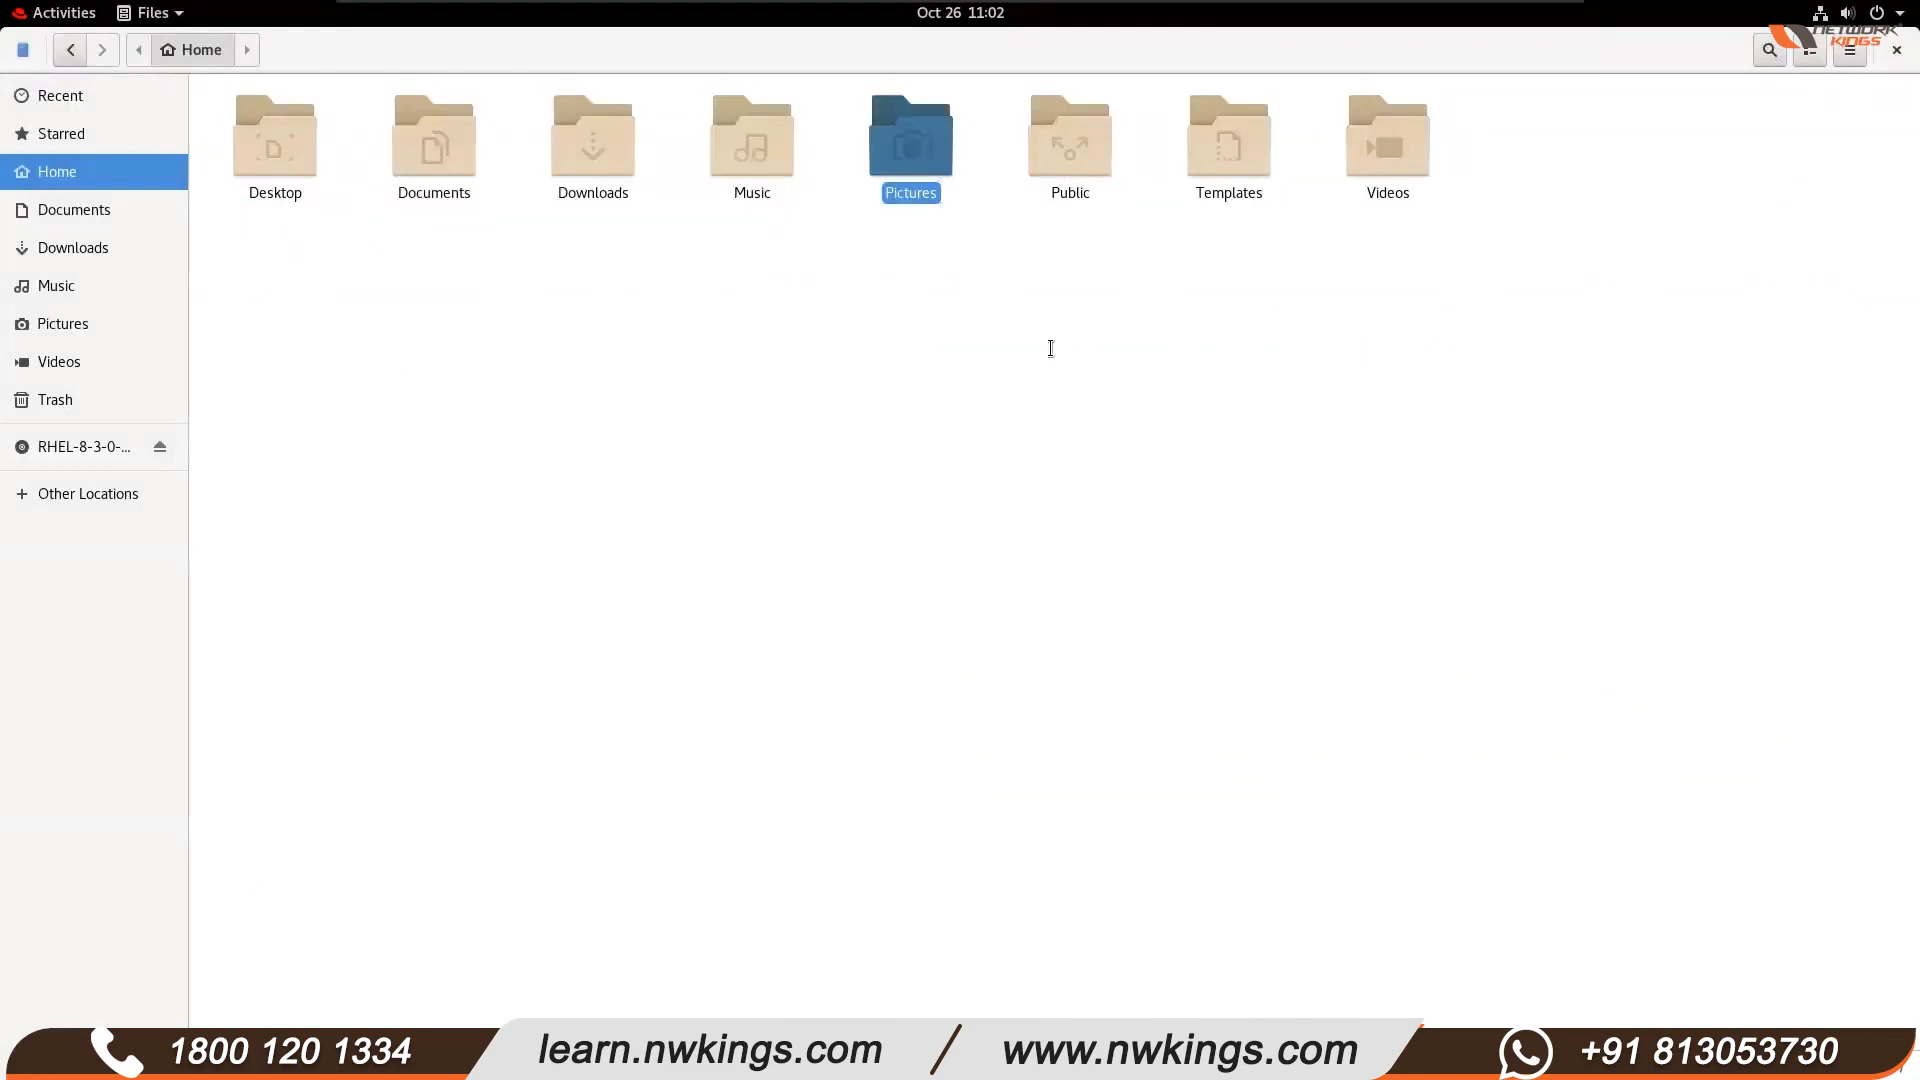 Activities
Files
Oct 26 11:02
NETWORK
KINGS
Home
Recent
Starred
Home
Documents
Downloads
Music
Pictures
Videos
Trash
RHEL-8-3-0-...
Other Locations
Desktop
Documents
Downloads
Music
Pictures
Public
Templates
Videos
1800 120 1334
learn.nwkings.com / www.nwkings.com
+91 813053730